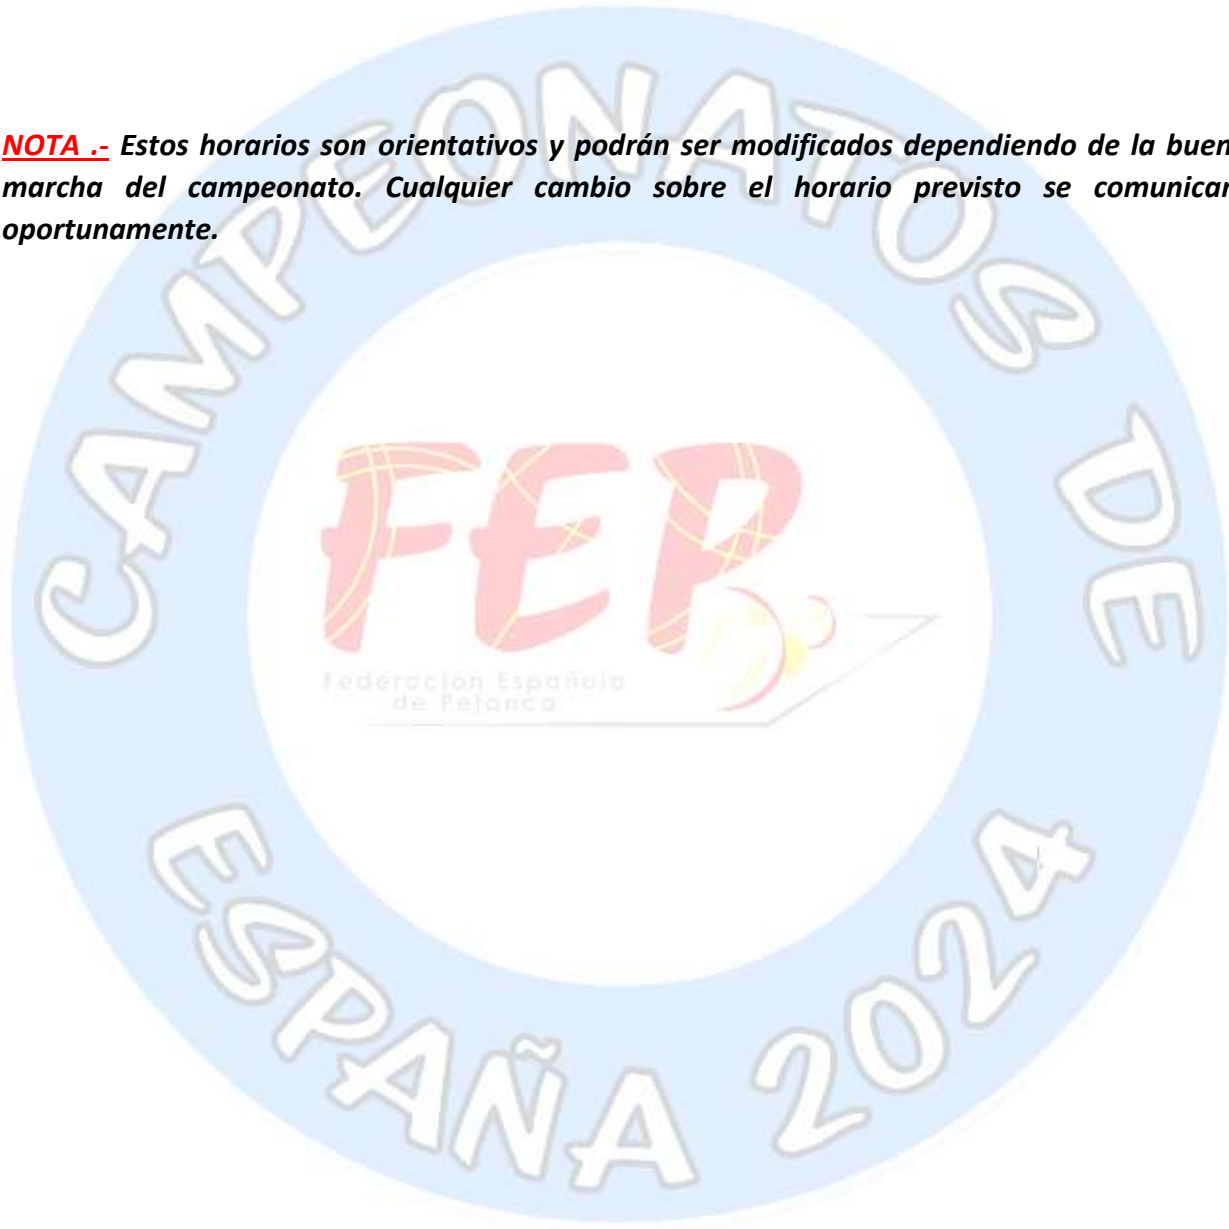 NOTA .- Estos horarios son orientativos y podrán ser modificados dependiendo de la buen
marcha del campeonato. Cualquier cambio sobre el horario previsto se comunicar
oportunamente.
CAMPEONATOS DE
FEP
Federación Española
de Petanca
ESPAÑA 2024